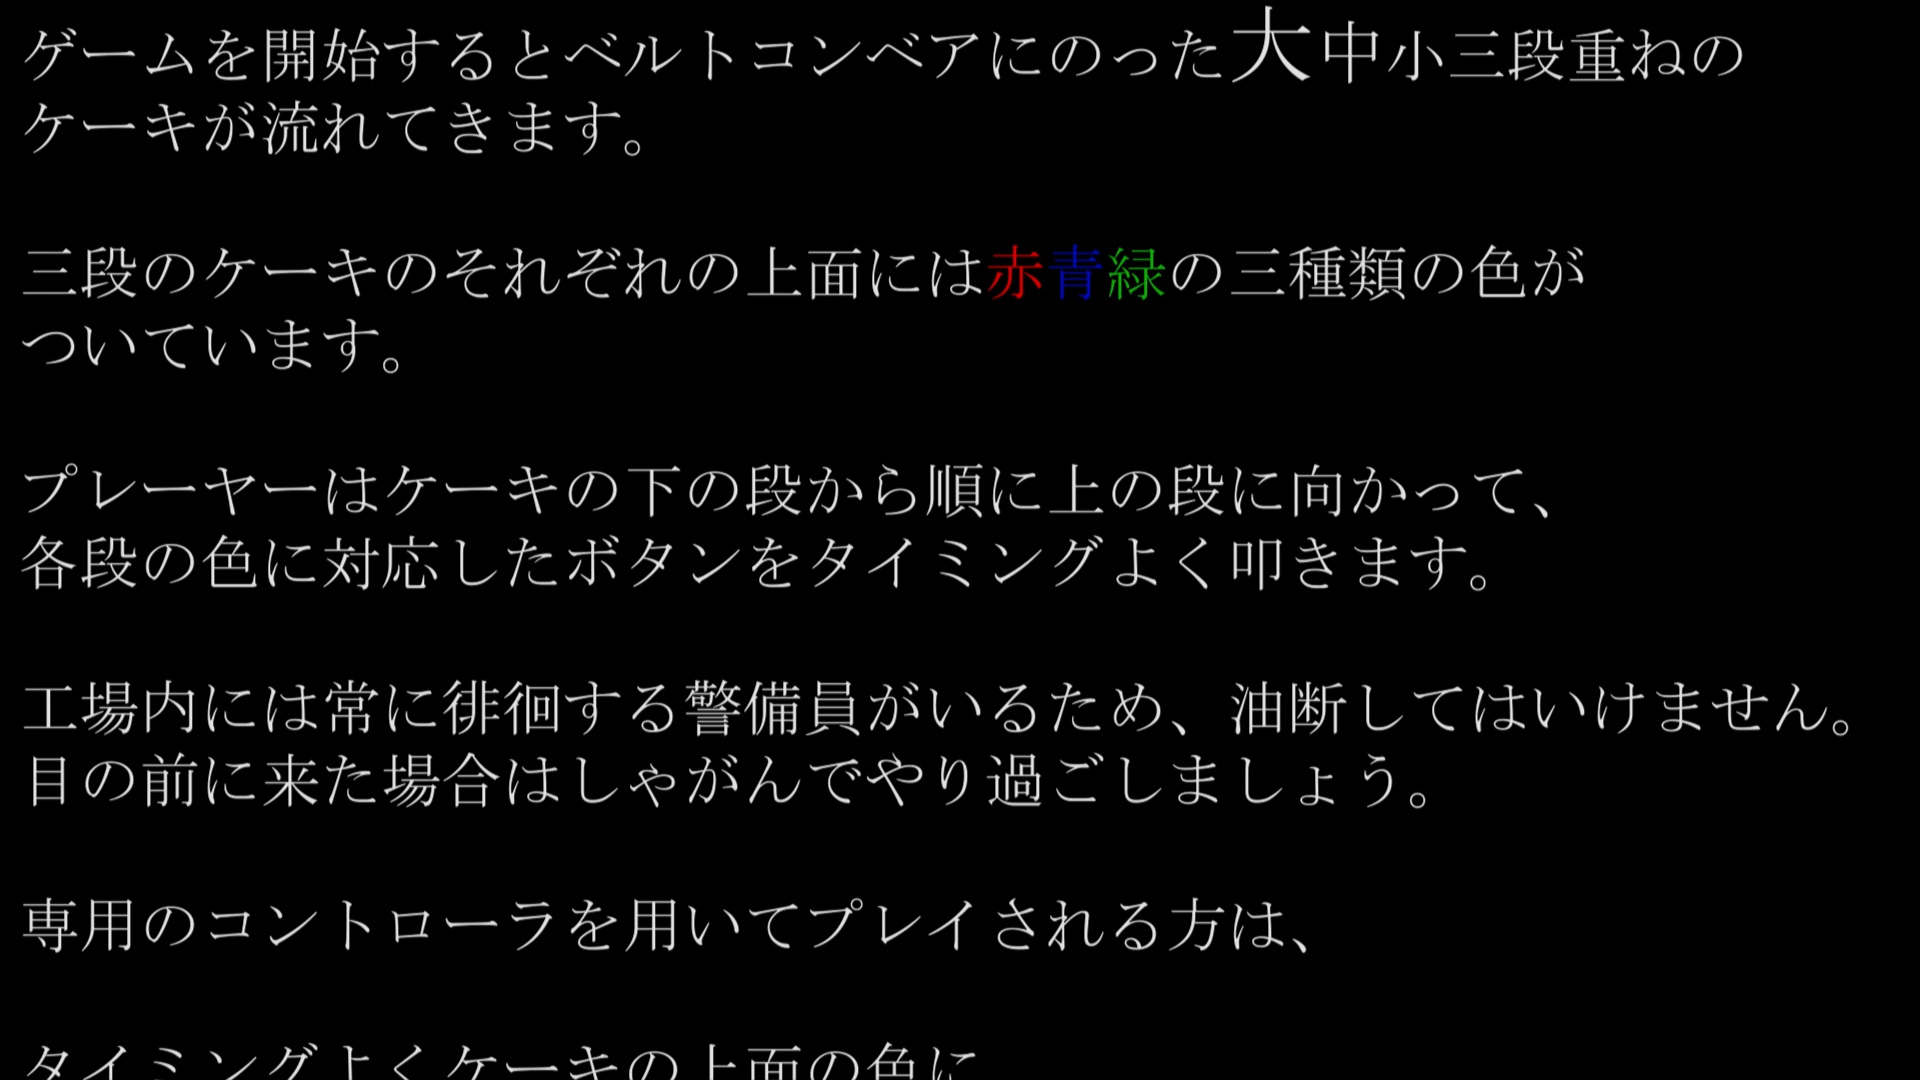 ゲームを開始するとベルトコンベアにのった大中小三段重ねの
ケーキが流れてきます。
三段のケーキのそれぞれの上面には赤青緑の三種類の色が
ついています。
プレーヤーはケーキの下の段から順に上の段に向かって、
各段の色に対応したボタンをタイミングよく叩きます。
工場内には常に徘徊する警備員がいるため、油断してはいけません。
目の前に来た場合はしゃがんでやり過ごしましょう。
専用のコントローラを用いてプレイされる方は、
タイミングよくケーキの上面の色に